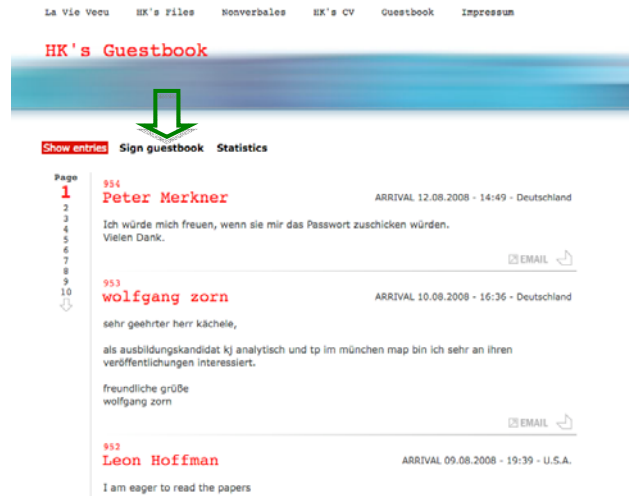 La Vie Vecu HK's Files Nonverbales HK's CV Guestbook Impressum
HK's Guestbook
Show entries Sign guestbook Statistics
Page
1
2
3
4
5
6
7
8
9
10
954
Peter Merkner ARRIVAL 12.08.2008 - 14:49 - Deutschland
Ich würde mich freuen, wenn sie mir das Passwort zuschicken würden.
Vielen Dank.
EMAIL
953
wolfgang zorn ARRIVAL 10.08.2008 - 16:36 - Deutschland
sehr geehrter herr kächele,
als ausbildungskandidat kj analytisch und tp im münchen map bin ich sehr an ihren
veröffentlichungen interessiert.
freundliche grüße
wolfgang zorn
EMAIL
952
Leon Hoffman ARRIVAL 09.08.2008 - 19:39 - U.S.A.
I am eager to read the papers